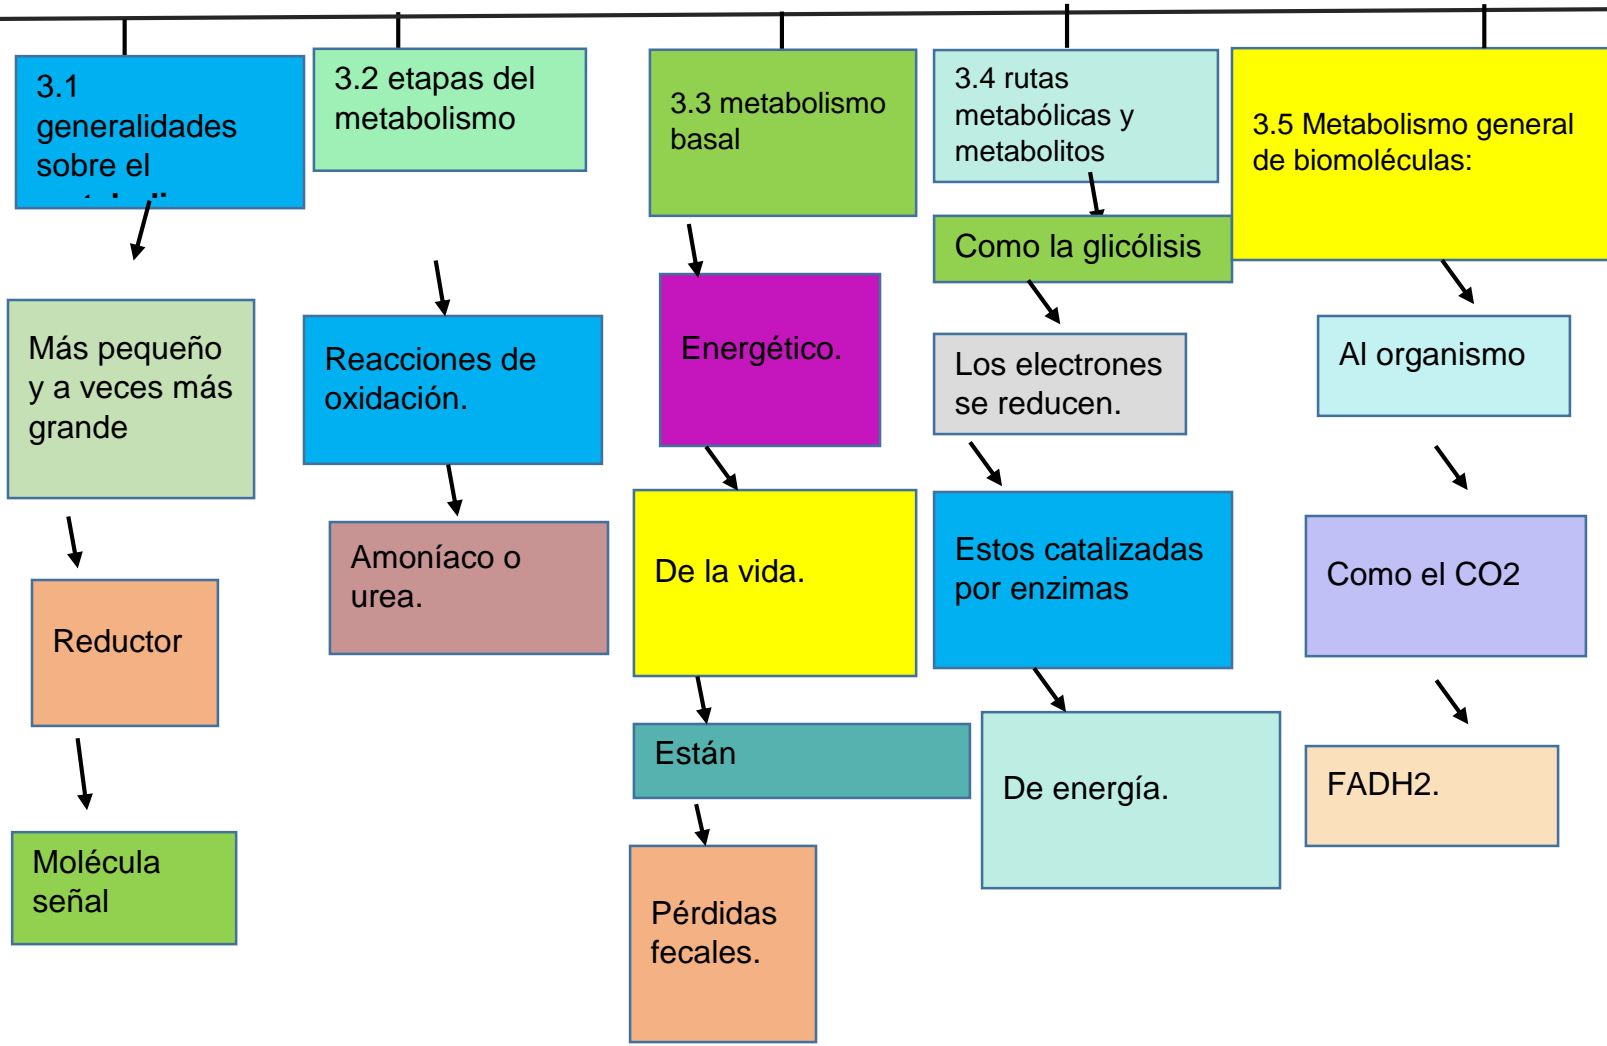 3.1
generalidades
sobre el
3.2 etapas del
metabolismo
3.3 metabolismo
basal
3.4 rutas
metabólicas y
metabolitos
3.5 Metabolismo general
de biomoléculas:
Como la glicólisis
Más pequeño
y a veces más
grande
Reacciones de
oxidación.
Energético.
Los electrones
se reducen.
Al organismo
Reductor
Amoníaco o
urea.
De la vida.
Estos catalizadas
por enzimas
Como el CO2
Molécula
señal
Están
De energía.
FADH2.
Pérdidas
fecales.